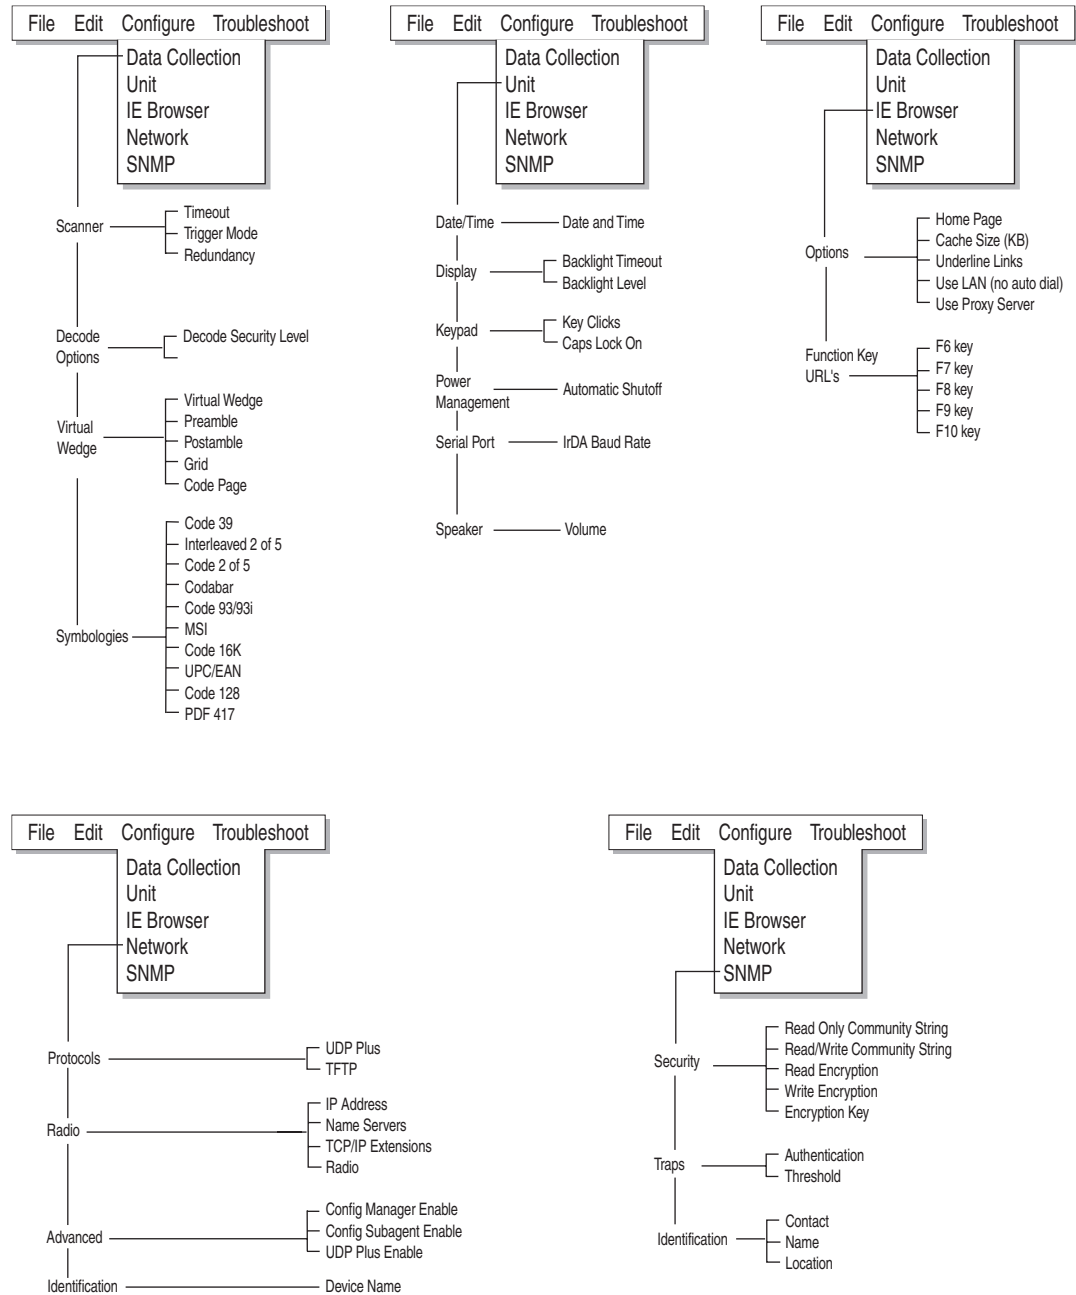 File Edit Configure Troubleshoot
Data Collection
Unit
IE Browser
Network
SNMP
Scanner
Timeout
Trigger Mode
Redundancy
Decode
Options
Decode Security Level
Virtual
Wedge
Virtual Wedge
Preamble
Postamble
Grid
Code Page
Symbologies
Code 39
Interleaved 2 of 5
Code 2 of 5
Codabar
Code 93/93i
MSI
Code 16K
UPC/EAN
Code 128
PDF 417
File Edit Configure Troubleshoot
Data Collection
Unit
IE Browser
Network
SNMP
Date/Time
Date and Time
Display
Backlight Timeout
Backlight Level
Keypad
Key Clicks
Caps Lock On
Power
Management
Automatic Shutoff
Serial Port
IrDA Baud Rate
Speaker
Volume
File Edit Configure Troubleshoot
Data Collection
Unit
IE Browser
Network
SNMP
Options
Home Page
Cache Size (KB)
Underline Links
Use LAN (no auto dial)
Use Proxy Server
Function Key
URL's
F6 key
F7 key
F8 key
F9 key
F10 key
File Edit Configure Troubleshoot
Data Collection
Unit
IE Browser
Network
SNMP
Protocols
UDP Plus
TFTP
Radio
IP Address
Name Servers
TCP/IP Extensions
Radio
Advanced
Config Manager Enable
Config Subagent Enable
UDP Plus Enable
Identification
Device Name
File Edit Configure Troubleshoot
Data Collection
Unit
IE Browser
Network
SNMP
Security
Read Only Community String
Read/Write Community String
Read Encryption
Write Encryption
Encryption Key
Traps
Authentication
Threshold
Identification
Contact
Name
Location